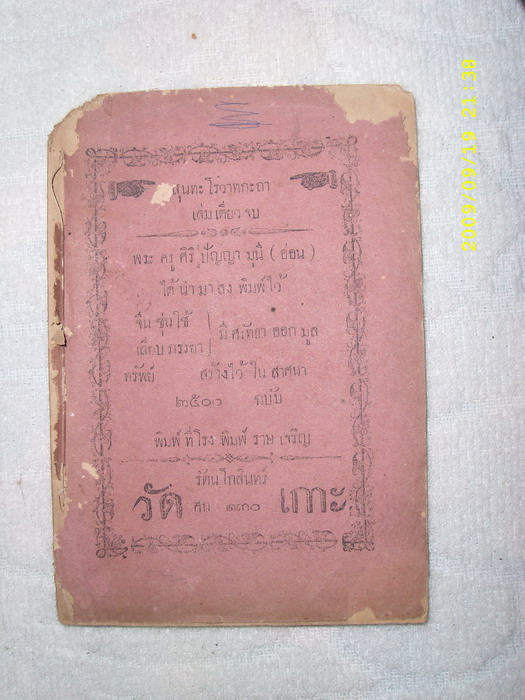 สุนทะ โรวาทกะถา
เล่ม เดียว จบ
พระ ครู ศิริ ปัญญา มุนี ( อ่อน )
ได้ นำ มา ลง พิมพ์ ไว้
จีน ซุ่นใช้ | มี ศรัทธา ออก มูล
เลียบ ภรรยา |
ทรัพย์ สร้าง ไว้ ใน สาศนา
๒๕๐๐ ฉบับ
พิมพ์ ที่ โรง พิมพ์ ราษ เจริญ
รัตน โกสินทร
วัด ศก ๑๓๐ เกาะ
2009/09/19 21:38